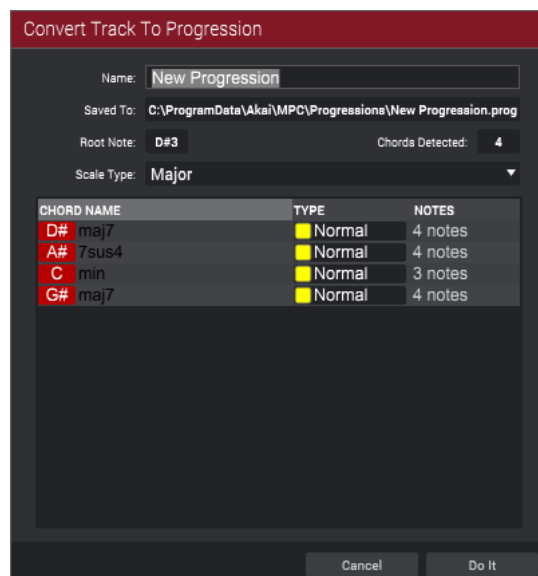 Convert Track To Progression
Name: New Progression
Saved To: C:\ProgramData\Akai\MPC\Progressions\New Progression.prog
Root Note: D#3 Chords Detected: 4
Scale Type: Major
CHORD NAME TYPE NOTES
D# maj7 Normal 4 notes
A# 7sus4 Normal 4 notes
C min Normal 3 notes
G# maj7 Normal 4 notes
Cancel Do It